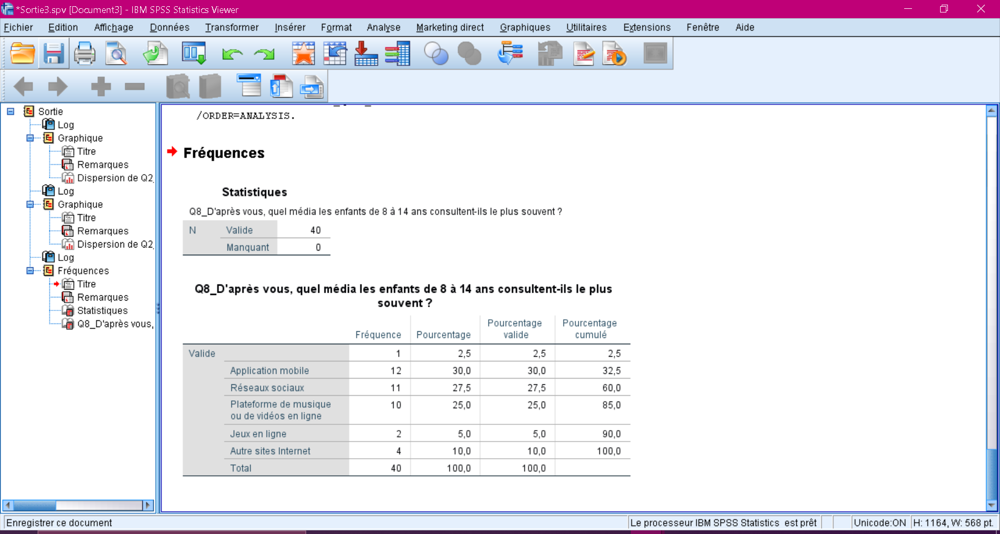 *Sortie3.spv [Document3] - IBM SPSS Statistics Viewer
Fichier Edition Affichage Données Transformer Insérer Format Analyse Marketing direct Graphiques Utilitaires Extensions Fenêtre Aide
Sortie
Log
Graphique
Titre
Remarques
Dispersion de Q2_
Log
Graphique
Titre
Remarques
Dispersion de Q2_
Log
Fréquences
Titre
Remarques
Statistiques
Q8_D'après vous,
/ORDER=ANALYSIS.
Fréquences
Statistiques
Q8_D'après vous, quel média les enfants de 8 à 14 ans consultent-ils le plus souvent ?
N Valide 40
Manquant 0
Q8_D'après vous, quel média les enfants de 8 à 14 ans consultent-ils le plus
souvent ?
Fréquence Pourcentage Pourcentage valide Pourcentage cumulé
Valide 1 2,5 2,5 2,5
Application mobile 12 30,0 30,0 32,5
Réseaux sociaux 11 27,5 27,5 60,0
Plateforme de musique ou de vidéos en ligne 10 25,0 25,0 85,0
Jeux en ligne 2 5,0 5,0 90,0
Autre sites Internet 4 10,0 10,0 100,0
Total 40 100,0 100,0
Enregistrer ce document
Le processeur IBM SPSS Statistics est prêt
Unicode:ON
H: 1164, W: 568 pt.